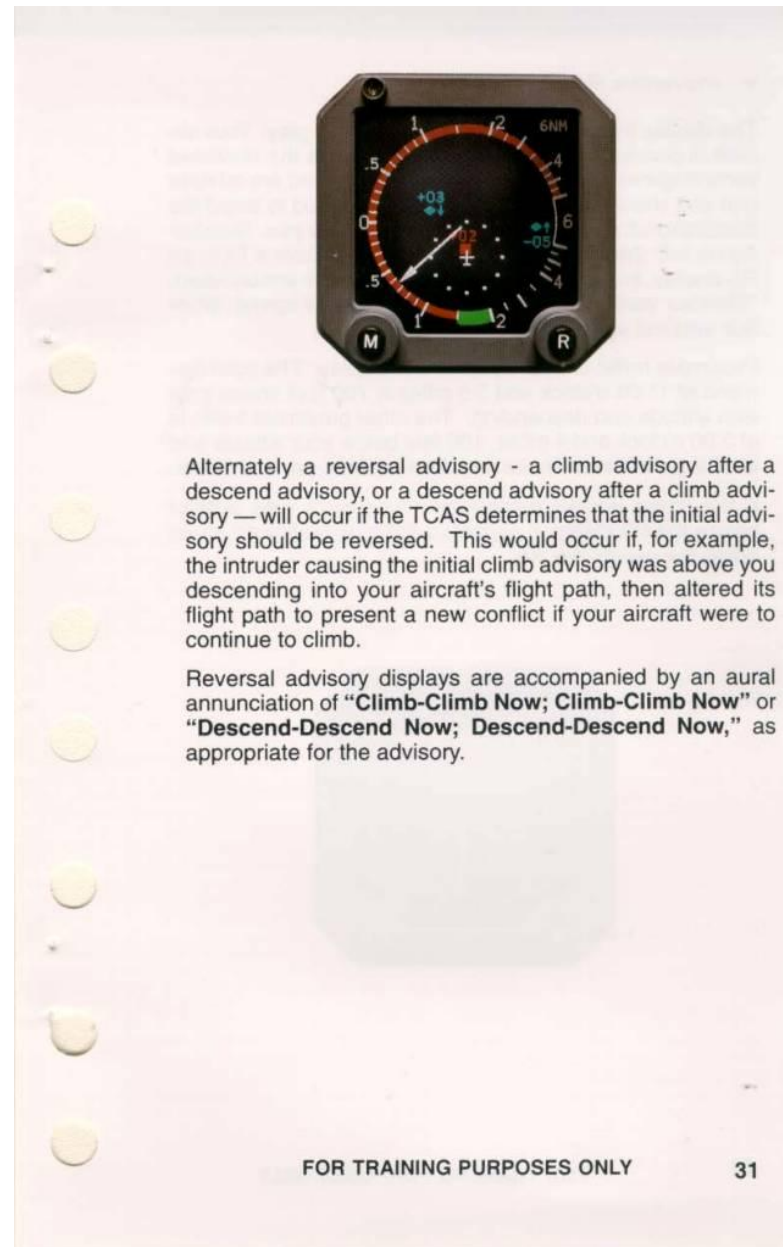 1 2 6NM
.5 4
+03
0 02 6
-05
.5 4
1 2
M R
Alternately a reversal advisory - a climb advisory after a
descend advisory, or a descend advisory after a climb advi-
sory — will occur if the TCAS determines that the initial advi-
sory should be reversed. This would occur if, for example,
the intruder causing the initial climb advisory was above you
descending into your aircraft's flight path, then altered its
flight path to present a new conflict if your aircraft were to
continue to climb.
Reversal advisory displays are accompanied by an aural
annunciation of “Climb-Climb Now; Climb-Climb Now” or
“Descend-Descend Now; Descend-Descend Now,” as
appropriate for the advisory.
FOR TRAINING PURPOSES ONLY 31